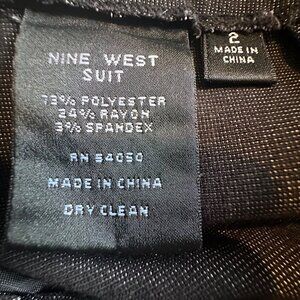 NINE WEST
SUIT
73% POLYESTER
24% RAYON
3% SPANDEX
RN 54050
MADE IN CHINA
DRY CLEAN
2
MADE IN
CHINA